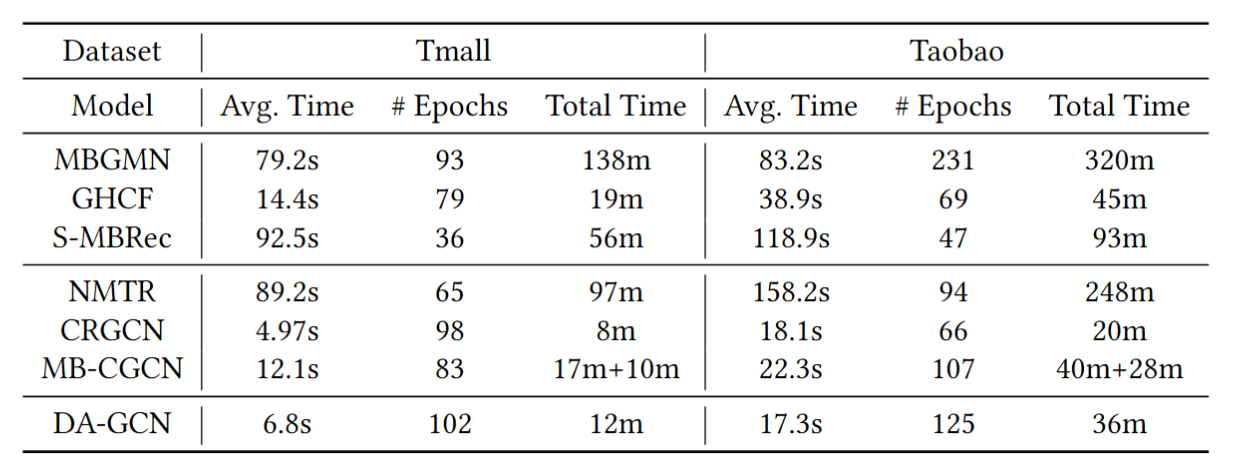 Dataset Tmall Taobao
Model Avg. Time # Epochs Total Time Avg. Time # Epochs Total Time
MBGMN 79.2s 93 138m 83.2s 231 320m
GHCF 14.4s 79 19m 38.9s 69 45m
S-MBRec 92.5s 36 56m 118.9s 47 93m
NMTR 89.2s 65 97m 158.2s 94 248m
CRGCN 4.97s 98 8m 18.1s 66 20m
MB-CGCN 12.1s 83 17m+10m 22.3s 107 40m+28m
DA-GCN 6.8s 102 12m 17.3s 125 36m